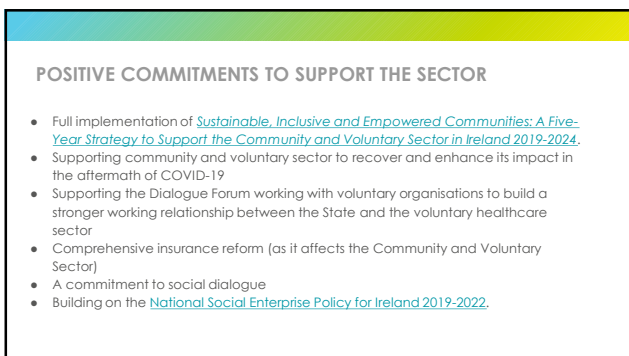 POSITIVE COMMITMENTS TO SUPPORT THE SECTOR
● Full implementation of Sustainable, Inclusive and Empowered Communities: A Five-
Year Strategy to Support the Community and Voluntary Sector in Ireland 2019-2024.
● Supporting community and voluntary sector to recover and enhance its impact in
the aftermath of COVID-19
● Supporting the Dialogue Forum working with voluntary organisations to build a
stronger working relationship between the State and the voluntary healthcare
sector
● Comprehensive insurance reform (as it affects the Community and Voluntary
Sector)
● A commitment to social dialogue
● Building on the National Social Enterprise Policy for Ireland 2019-2022.